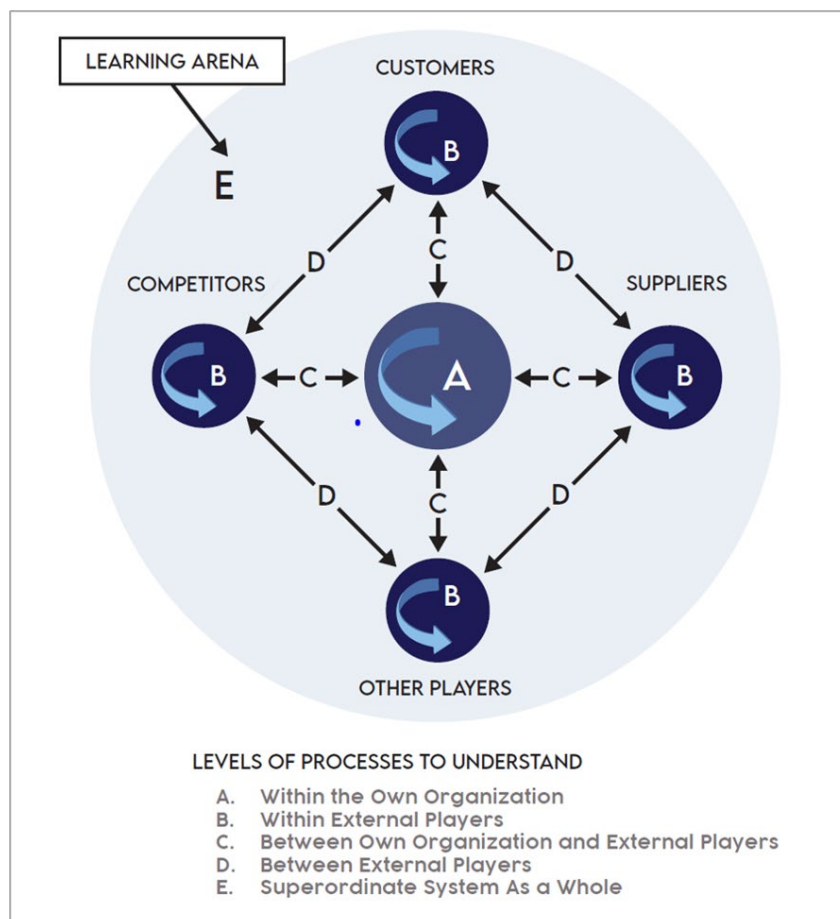 LEARNING ARENA
CUSTOMERS
B
E
C
D
D
COMPETITORS
SUPPLIERS
B
C
A
C
B
D
C
D
B
OTHER PLAYERS
LEVELS OF PROCESSES TO UNDERSTAND
A. Within the Own Organization
B. Within External Players
C. Between Own Organization and External Players
D. Between External Players
E. Superordinate System As a Whole